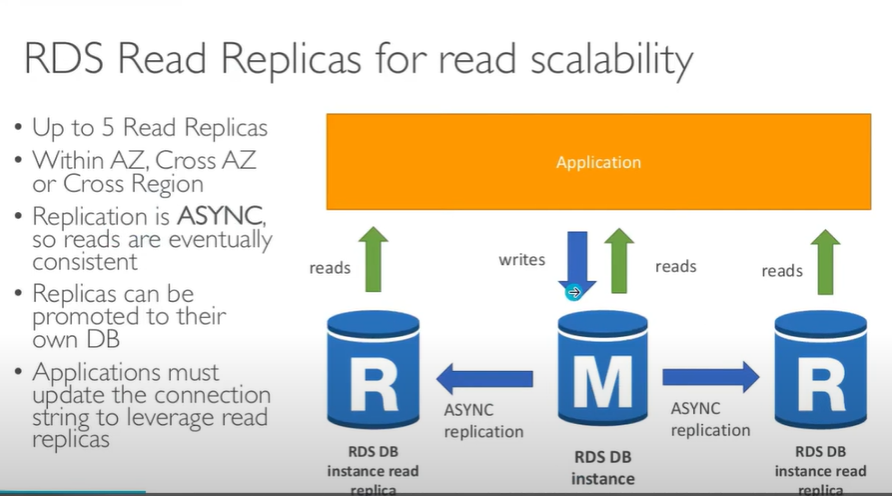 RDS Read Replicas for read scalability
• Up to 5 Read Replicas
• Within AZ, Cross AZ
or Cross Region
• Replication is ASYNC,
so reads are eventually
consistent
• Replicas can be
promoted to their
own DB
• Applications must
update the connection
string to leverage read
replicas
Application
reads
writes
reads
reads
R
M
R
ASYNC
replication
ASYNC
replication
RDS DB
instance read
replica
RDS DB
instance
RDS DB
instance read
replica